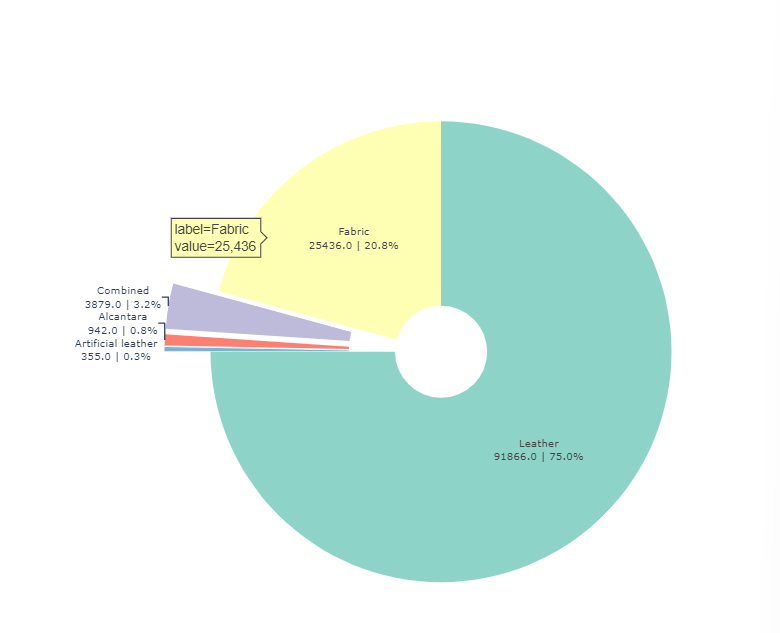 label=Fabric
value=25,436
Fabric
25436.0 | 20.8%
Combined
3879.0 | 3.2%
Alcantara
942.0 | 0.8%
Artificial leather
355.0 | 0.3%
Leather
91866.0 | 75.0%